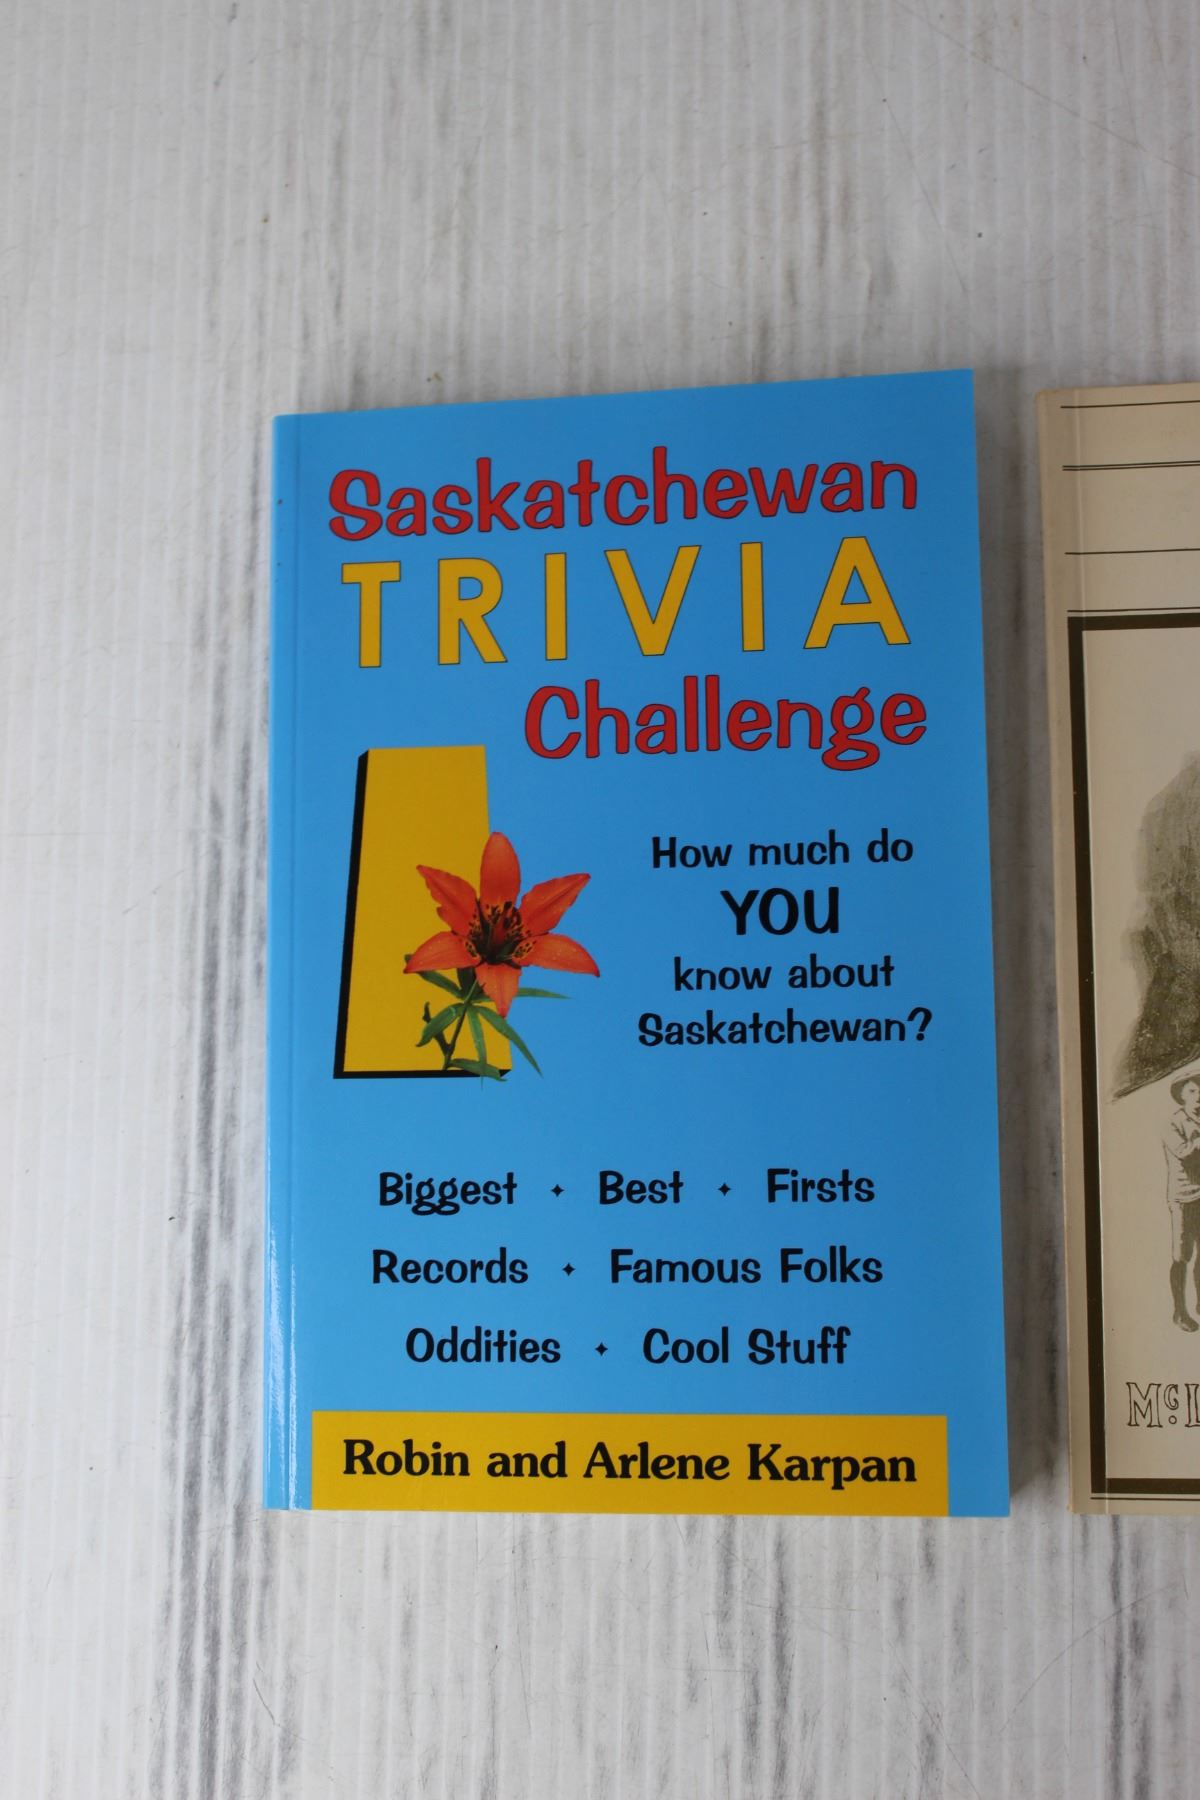 Saskatchewan
TRIVIA
Challenge
How much do
YOU
know about
Saskatchewan?
Biggest ✦ Best ✦ Firsts
Records ✦ Famous Folks
Oddities ✦ Cool Stuff
Robin and Arlene Karpan